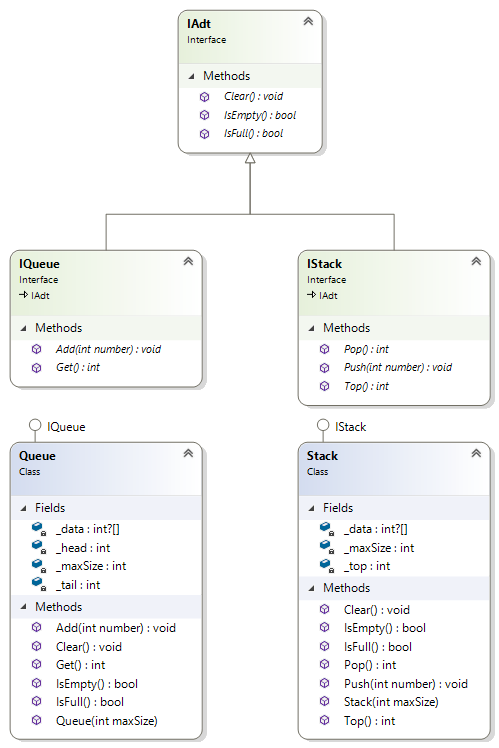 IAdt
Interface
Methods
Clear() : void
IsEmpty() : bool
IsFull() : bool
IQueue
Interface
IAdt
Methods
Add(int number) : void
Get() : int
IStack
Interface
IAdt
Methods
Pop() : int
Push(int number) : void
Top() : int
IQueue
Queue
Class
Fields
_data : int?[]
_head : int
_maxSize : int
_tail : int
Methods
Add(int number) : void
Clear() : void
Get() : int
IsEmpty() : bool
IsFull() : bool
Queue(int maxSize)
IStack
Stack
Class
Fields
_data : int?[]
_maxSize : int
_top : int
Methods
Clear() : void
IsEmpty() : bool
IsFull() : bool
Pop() : int
Push(int number) : void
Stack(int maxSize)
Top() : int